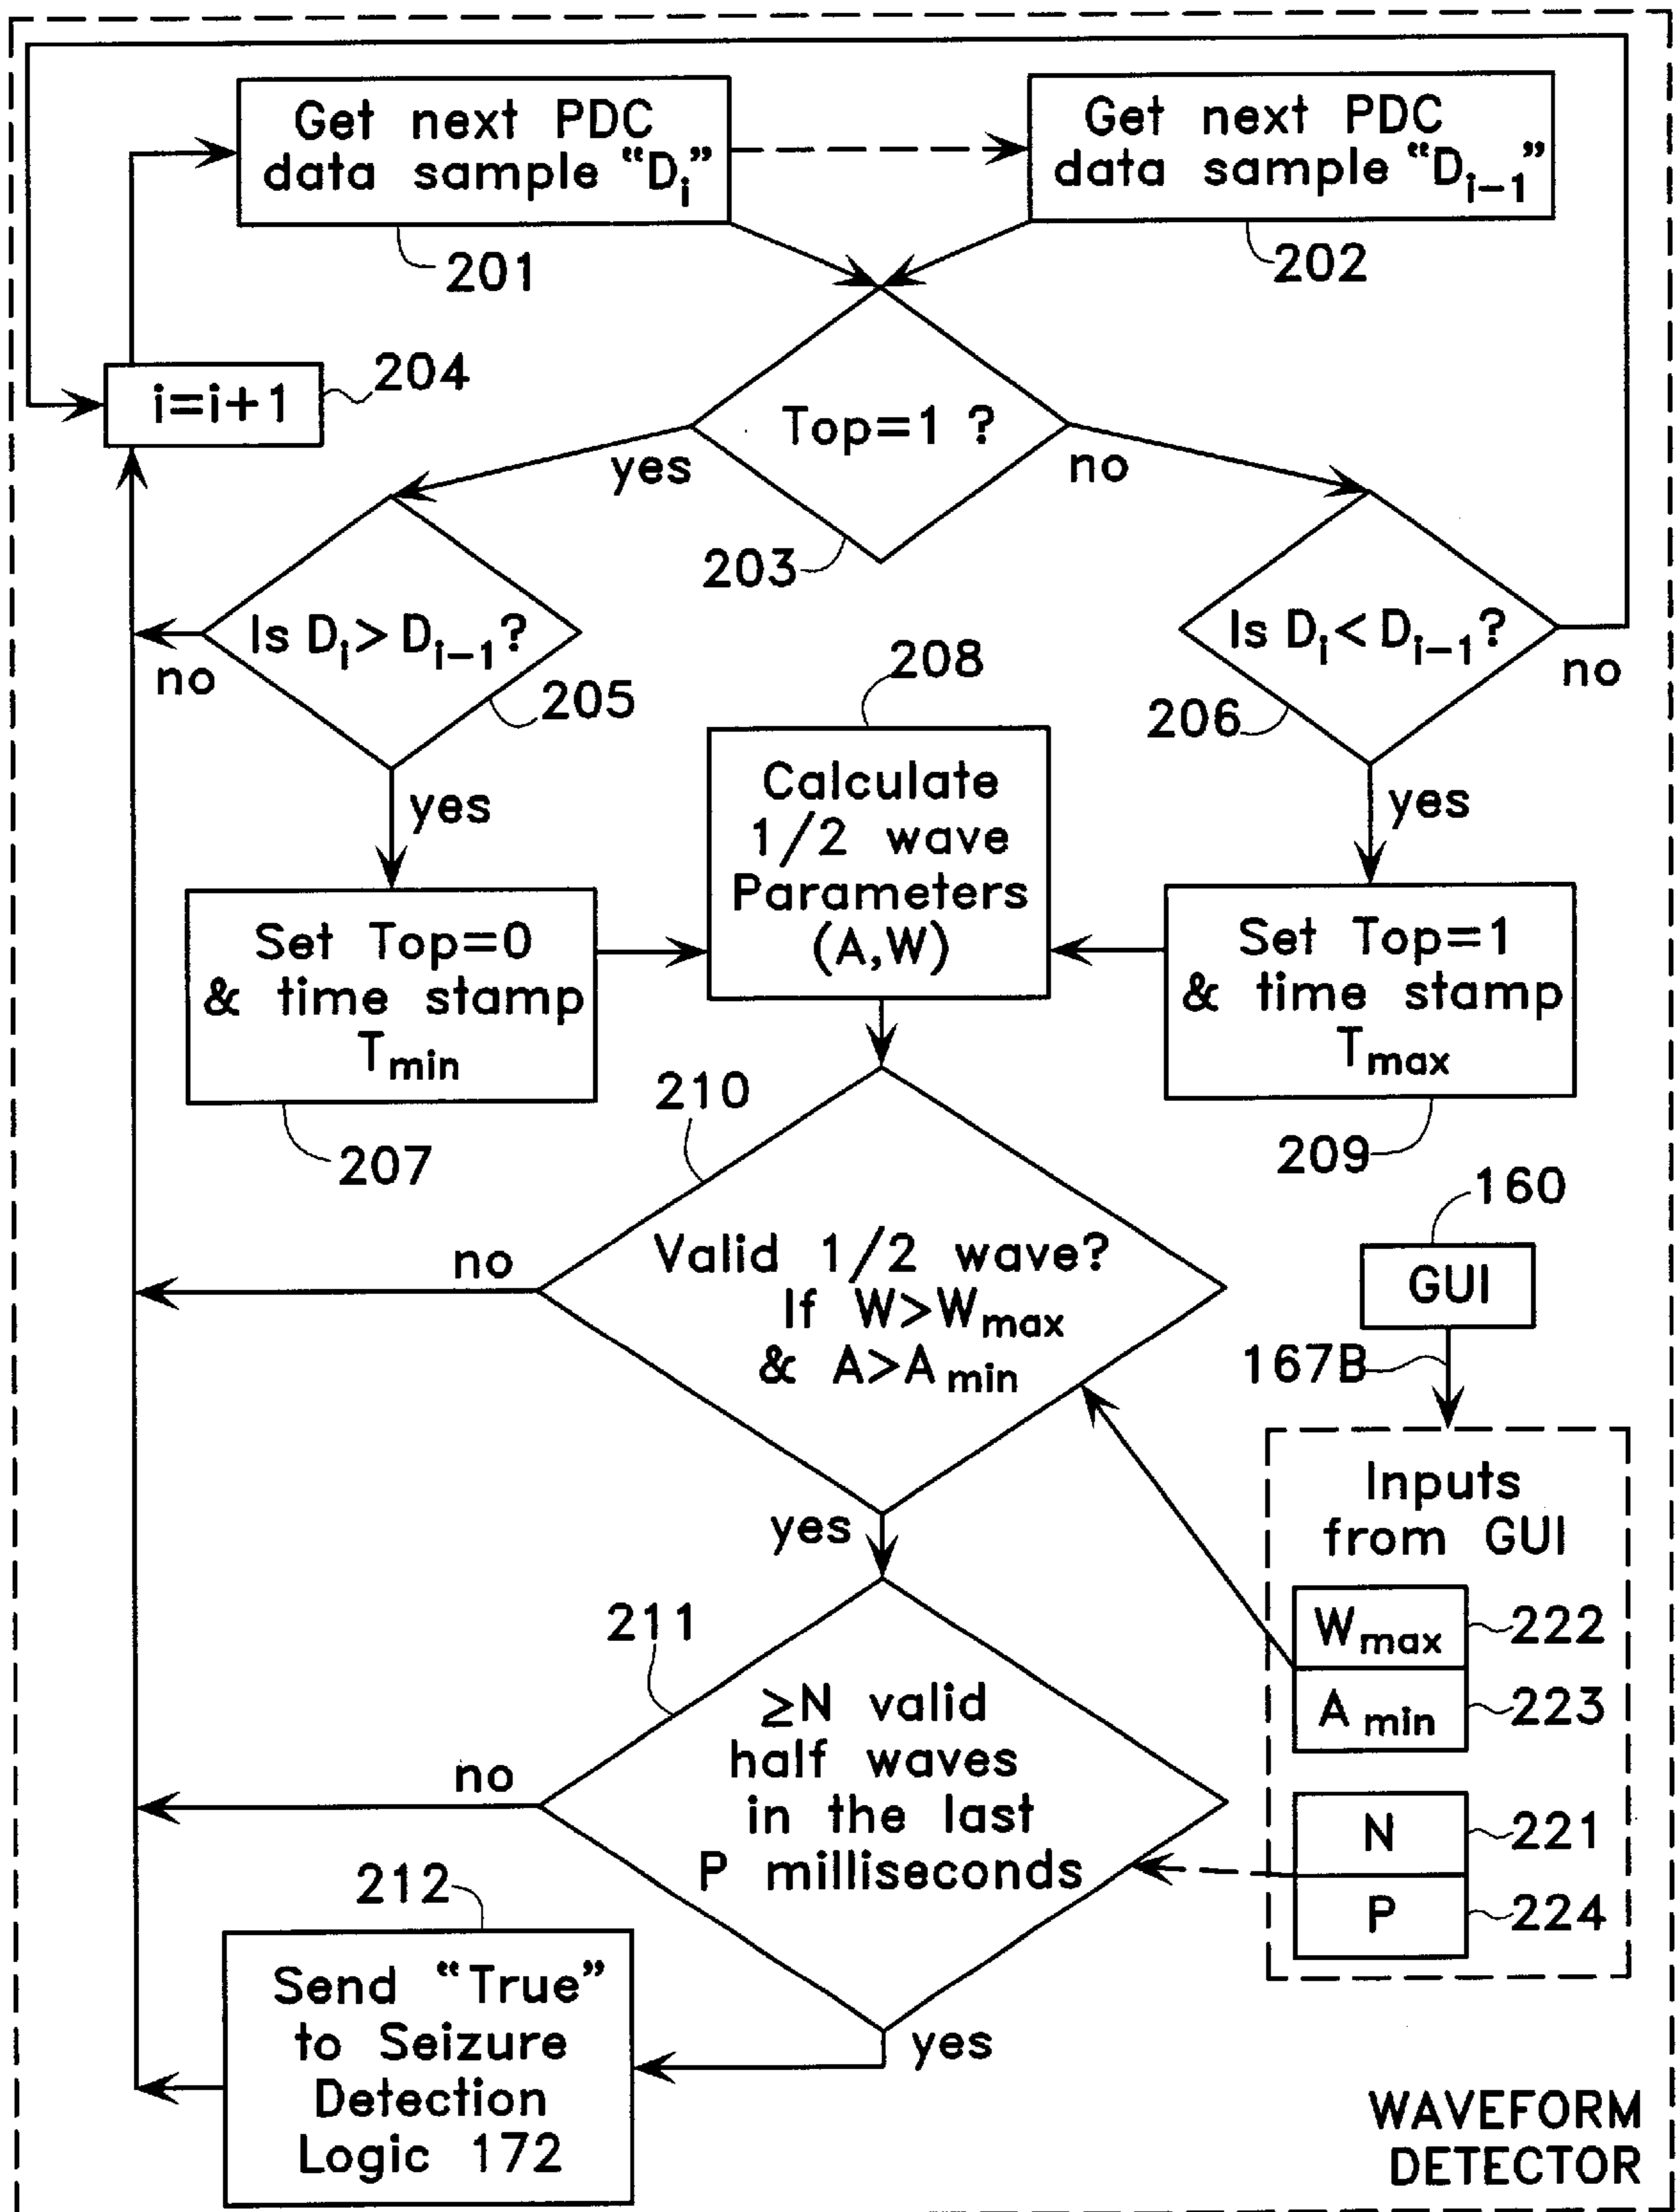 Get next PDC
data sample “Di”
201
Get next PDC
data sample “Di−1”
202
i=i+1
204
Top=1 ?
yes
no
203
Is Di> Di−1?
no
205
yes
Is Di< Di−1?
no
206
yes
208
Calculate
1/2 wave
Parameters
(A,W)
Set Top=0
& time stamp
Tmin
207
Set Top=1
& time stamp
Tmax
209
210
Valid 1/2 wave?
If W>Wmax
& A>Amin
no
yes
160
GUI
167B
Inputs
from GUI
Wmax
222
Amin
223
N
221
P
224
211
≥N valid
half waves
in the last
P milliseconds
no
yes
212
Send “True”
to Seizure
Detection
Logic 172
WAVEFORM
DETECTOR